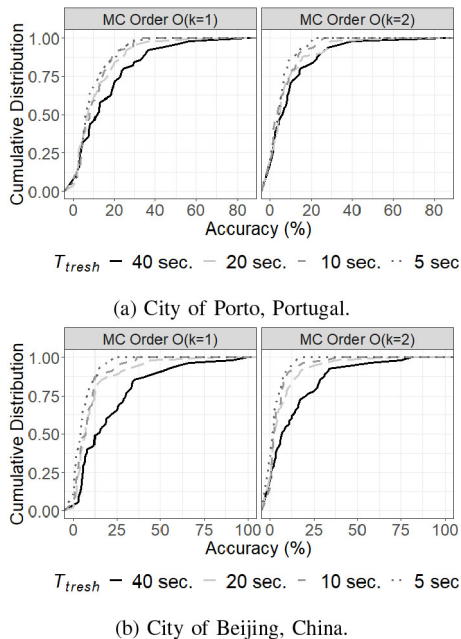 MC Order O(k=1) MC Order O(k=2)
Cumulative Distribution
1.00
0.75
0.50
0.25
0.00
0 20 40 60 80 0 20 40 60 80
Accuracy (%)
T tresh 40 sec. 20 sec. 10 sec. 5 sec
(a) City of Porto, Portugal.
MC Order O(k=1) MC Order O(k=2)
Cumulative Distribution
1.00
0.75
0.50
0.25
0.00
0 25 50 75 100 0 25 50 75 100
Accuracy (%)
T tresh 40 sec. 20 sec. 10 sec. 5 sec
(b) City of Beijing, China.